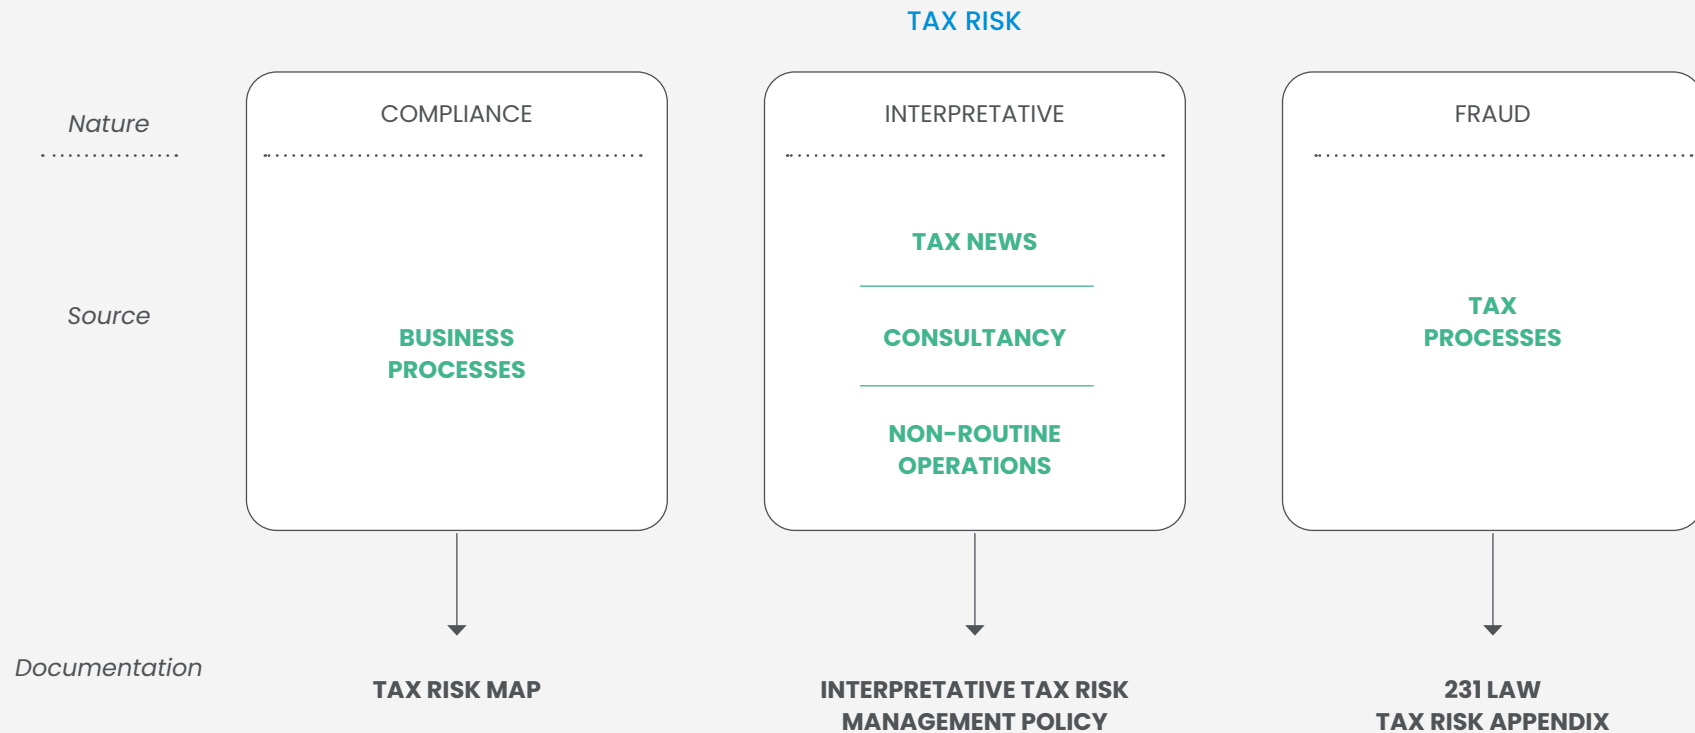 TAX RISK
Nature
COMPLIANCE
INTERPRETATIVE
FRAUD
Source
BUSINESS
PROCESSES
TAX NEWS
CONSULTANCY
NON-ROUTINE
OPERATIONS
TAX
PROCESSES
Documentation
TAX RISK MAP
INTERPRETATIVE TAX RISK
MANAGEMENT POLICY
231 LAW
TAX RISK APPENDIX